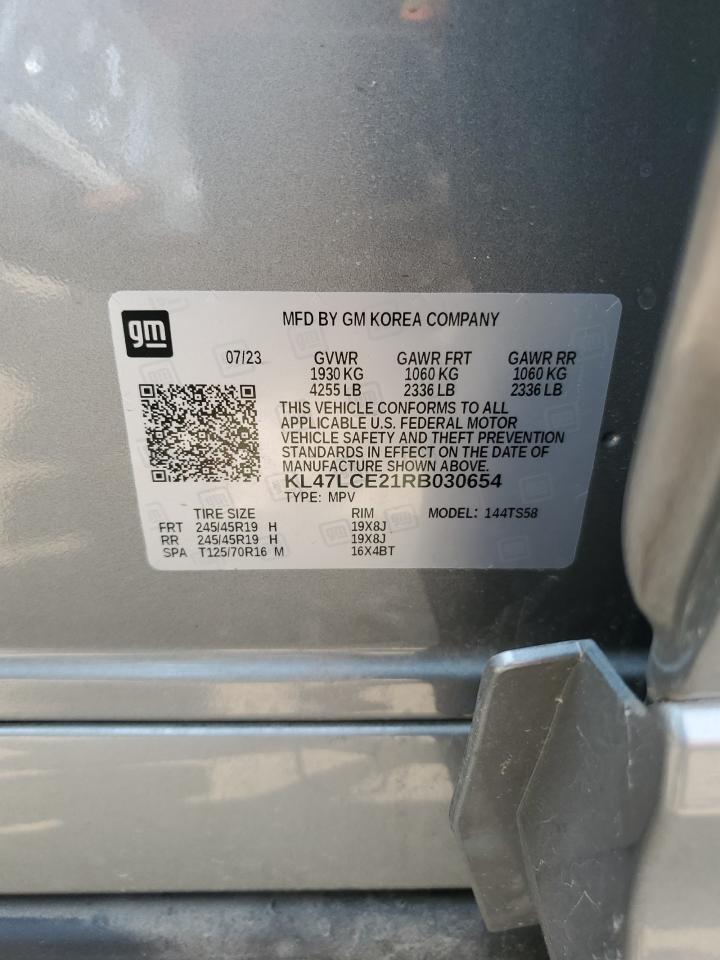 gm
MFD BY GM KOREA COMPANY
07/23 GVWR GAWR FRT GAWR RR
1930 KG 1060 KG 1060 KG
4255 LB 2336 LB 2336 LB
THIS VEHICLE CONFORMS TO ALL
APPLICABLE U.S. FEDERAL MOTOR
VEHICLE SAFETY AND THEFT PREVENTION
STANDARDS IN EFFECT ON THE DATE OF
MANUFACTURE SHOWN ABOVE.
KL47LCE21RB030654
TYPE: MPV
TIRE SIZE RIM MODEL: 144TS58
FRT 245/45R19 H 19X8J
RR 245/45R19 H 19X8J
SPA T125/70R16 M 16X4BT